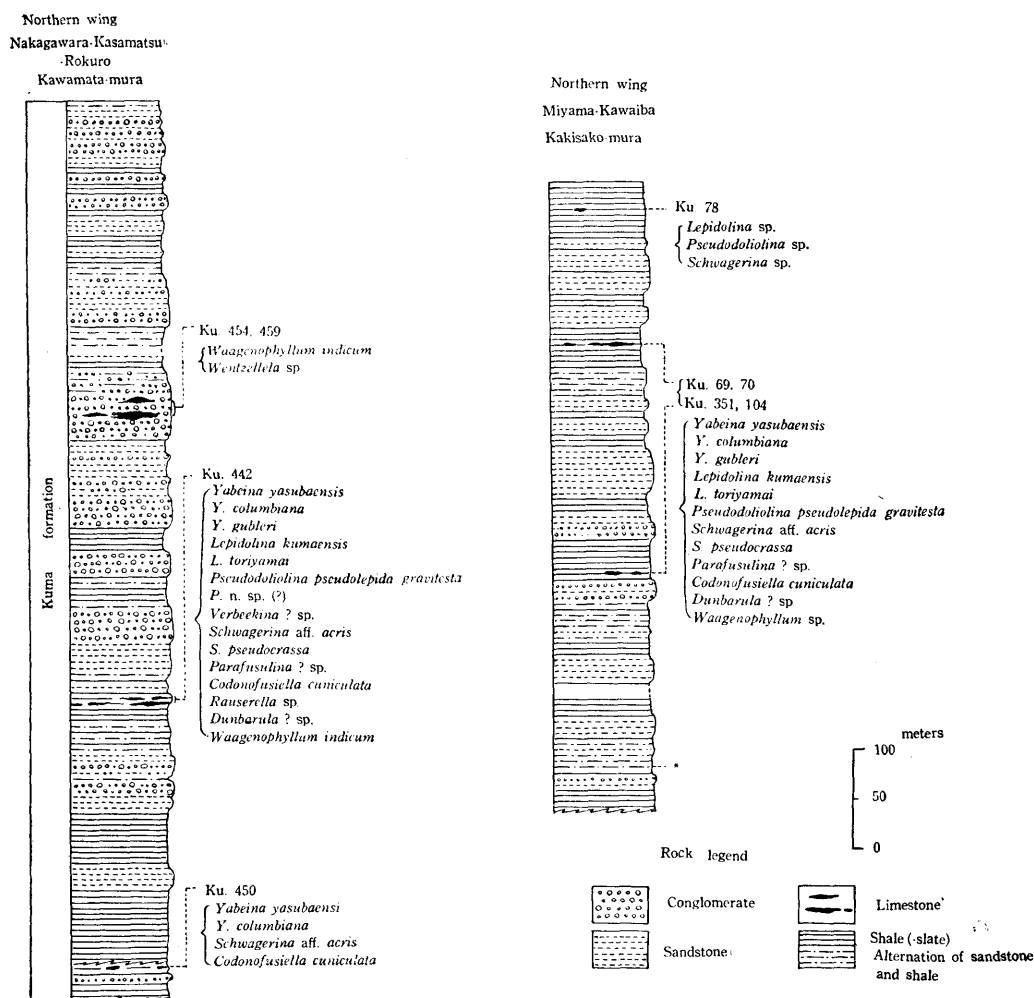 Northern wing
Nakagawara-Kasamatsu-
-Rokuro
Kawamata-mura
Kuma formation
Ku. 454, 459
Waagenophyllum indicum
Wentzellela sp
Ku. 442
Yabeina yasubaensis
Y. columbiana
Y. gubleri
Lepidolina kumaensis
L. toriyamai
Pseudodoliolina pseudolepida gravitesta
P. n. sp. (?)
Verbeekina ? sp.
Schwagerina aff. acris
S. pseudocrassa
Parafusulina ? sp.
Codonofusiella cuniculata
Rauserella sp.
Dunbarula ? sp.
Waagenophyllum indicum
Ku. 450
Yabeina yasubaensi
Y. columbiana
Schwagerina aff. acris
Codonofusiella cuniculata
Northern wing
Miyama-Kawaiba
Kakisako-mura
Ku. 78
Lepidolina sp.
Pseudodoliolina sp.
Schwagerina sp.
Ku. 69. 70
Ku. 351, 104
Yabeina yasubaensis
Y. columbiana
Y. gubleri
Lepidolina kumaensis
L. toriyamai
Pseudodoliolina pseudolepida gravitesta
Schwagerina aff. acris
S. pseudocrassa
Parafusulina ? sp.
Codonofusiella cuniculata
Dunbarula ? sp
Waagenophyllum sp.
*
meters
100
50
0
Rock legend
Conglomerate
Sandstone
Limestone
Shale (-slate)
Alternation of sandstone
and shale